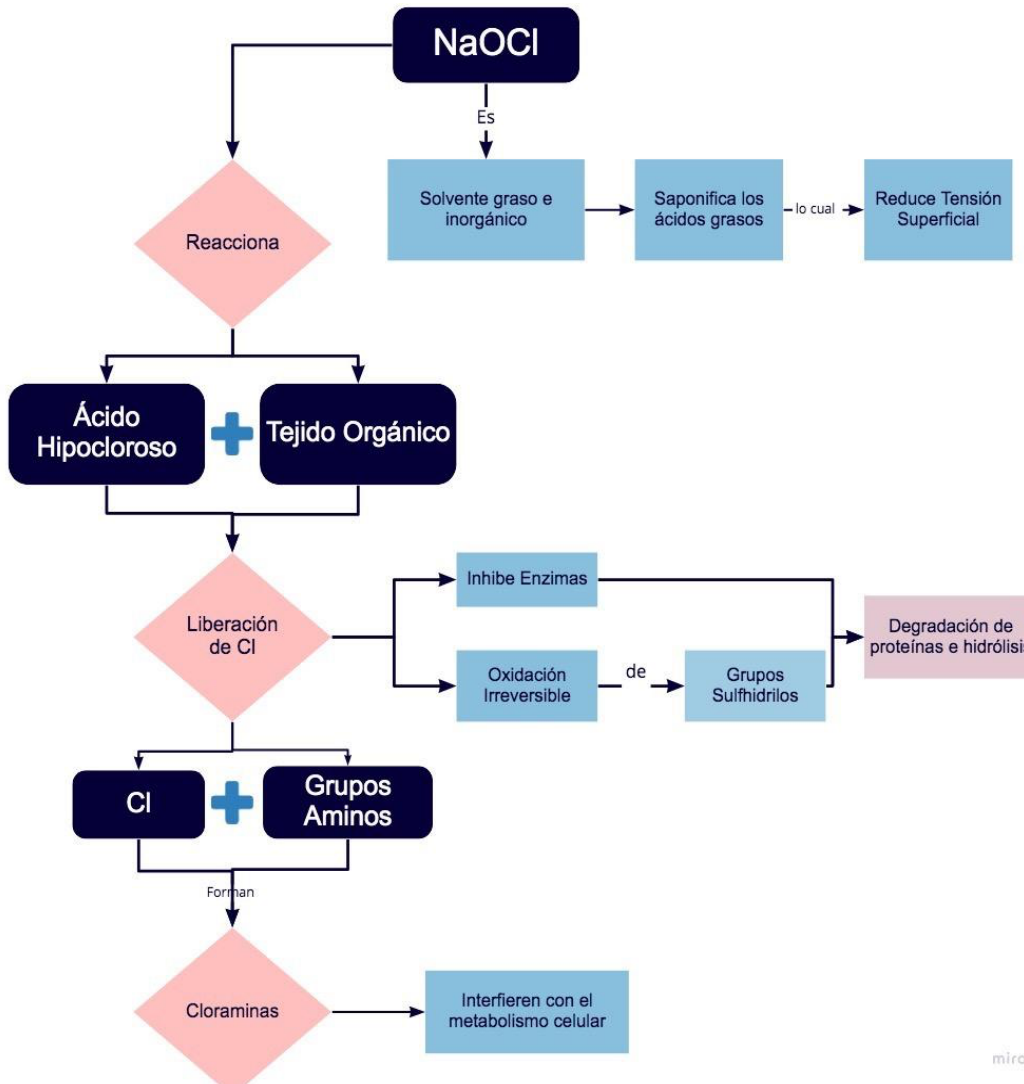 NaOCl
Es
Solvente graso e
inorgánico
Saponifica los
ácidos grasos
lo cual
Reduce Tensión
Superficial
Reacciona
Ácido
Hipocloroso
Tejido Orgánico
Liberación
de Cl
Inhibe Enzimas
Oxidación
Irreversible
de
Grupos
Sulfhidrilos
Degradación de
proteínas e hidrólisis
Cl
Grupos
Aminos
Forman
Cloraminas
Interfieren con el
metabolismo celular
miro